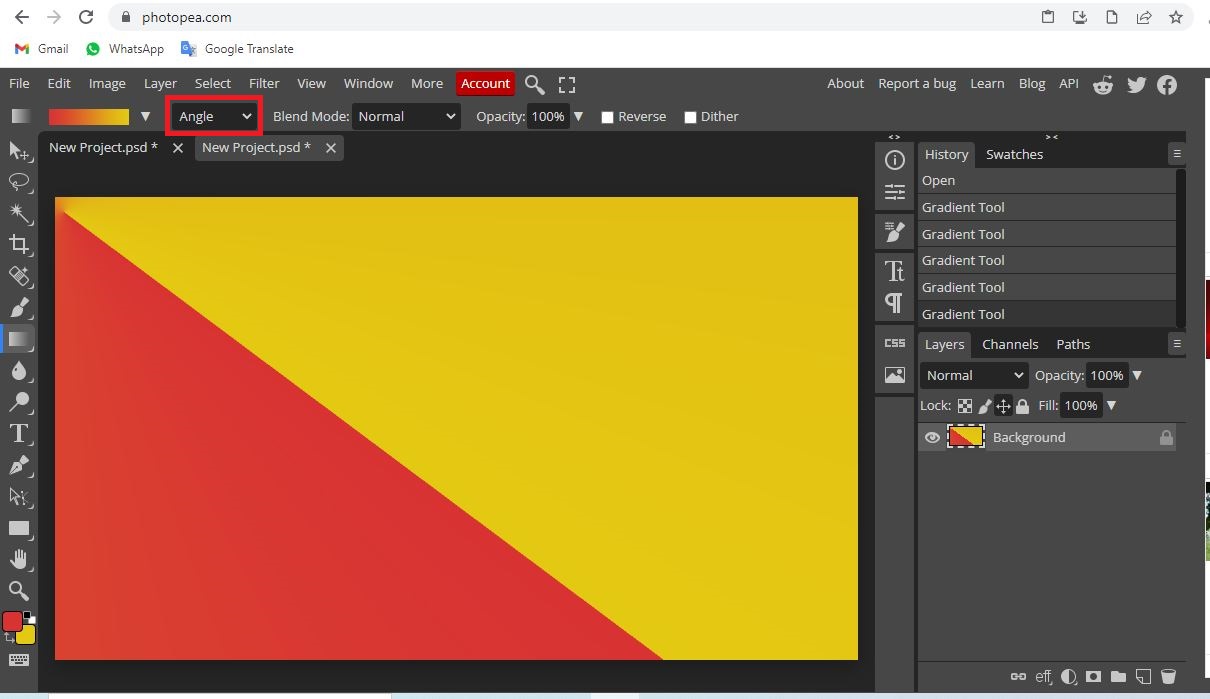 photopea.com
Gmail WhatsApp Google Translate
File Edit Image Layer Select Filter View Window More Account About Report a bug Learn Blog API
Angle Blend Mode: Normal Opacity: 100% Reverse Dither
New Project.psd * New Project.psd *
History Swatches
Open
Gradient Tool
Gradient Tool
Gradient Tool
Gradient Tool
Gradient Tool
CSS
Layers Channels Paths
Normal Opacity: 100%
Lock: Fill: 100%
Background
eff